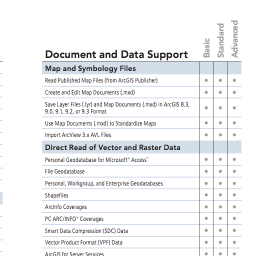 Document and Data Support Basic Standard Advanced
Map and Symbology Files
Read Published Map Files (from ArcGIS Publisher) • • •
Create and Edit Map Documents (.mxd) • • •
Save Layer Files (.lyr) and Map Documents (.mxd) in ArcGIS 8.3, • • •
9.0, 9.1, 9.2, or 9.3 Format
Use Map Documents (.mxd) to Standardize Maps • • •
Import ArcView 3.x AVL Files • • •
Direct Read of Vector and Raster Data
Personal Geodatabase for Microsoft® Access™ • • •
File Geodatabase • • •
Personal, Workgroup, and Enterprise Geodatabases • • •
Shapefiles • • •
ArcInfo Coverages • • •
PC ARC/INFO® Coverages • • •
Smart Data Compression (SDC) Data • • •
Vector Product Format (VPF) Data • • •
ArcGIS for Server Services • • •